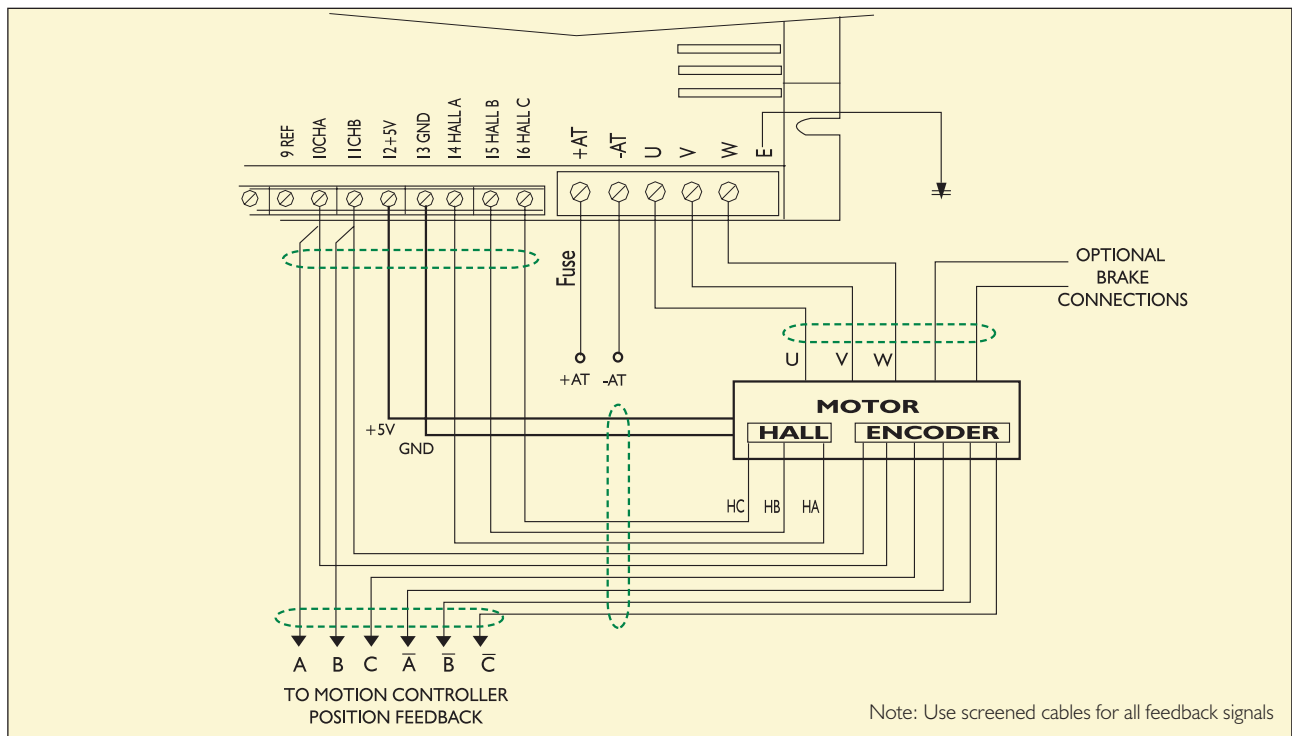 9 REF
10CHA
11CHB
12+5V
13 GND
14 HALL A
15 HALL B
16 HALL C
+AT
-AT
U
V
W
E
Fuse
OPTIONAL
BRAKE
CONNECTIONS
U
V
W
+AT
-AT
MOTOR
+5V
HALL
ENCODER
GND
HC
HB
HA
A
B
C
A̅
B̅
C̅
TO MOTION CONTROLLER
POSITION FEEDBACK
Note: Use screened cables for all feedback signals